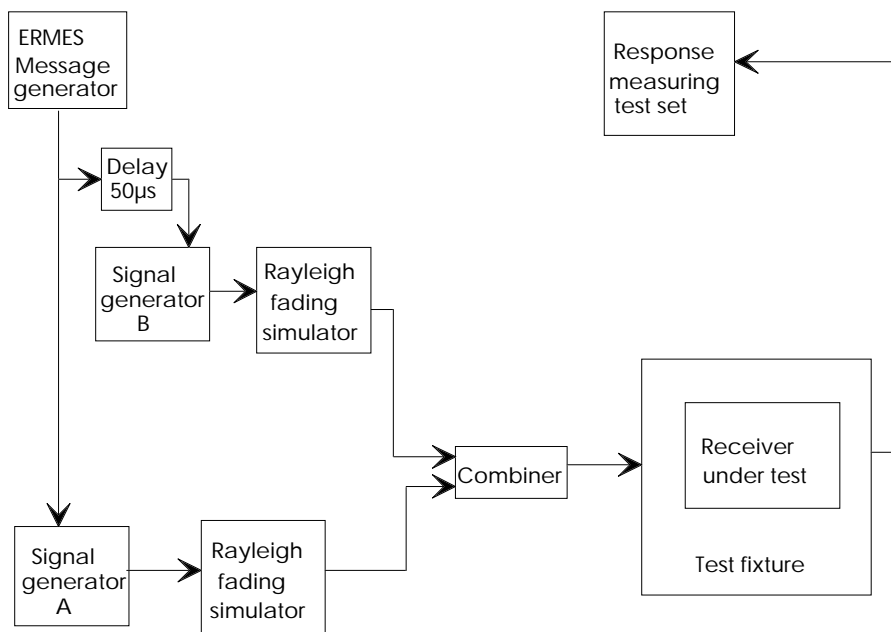 ERMES
Message
generator
Response
measuring
test set
Delay
50µs
Signal
generator
B
Rayleigh
fading
simulator
Combiner
Receiver
under test
Test fixture
Signal
generator
A
Rayleigh
fading
simulator